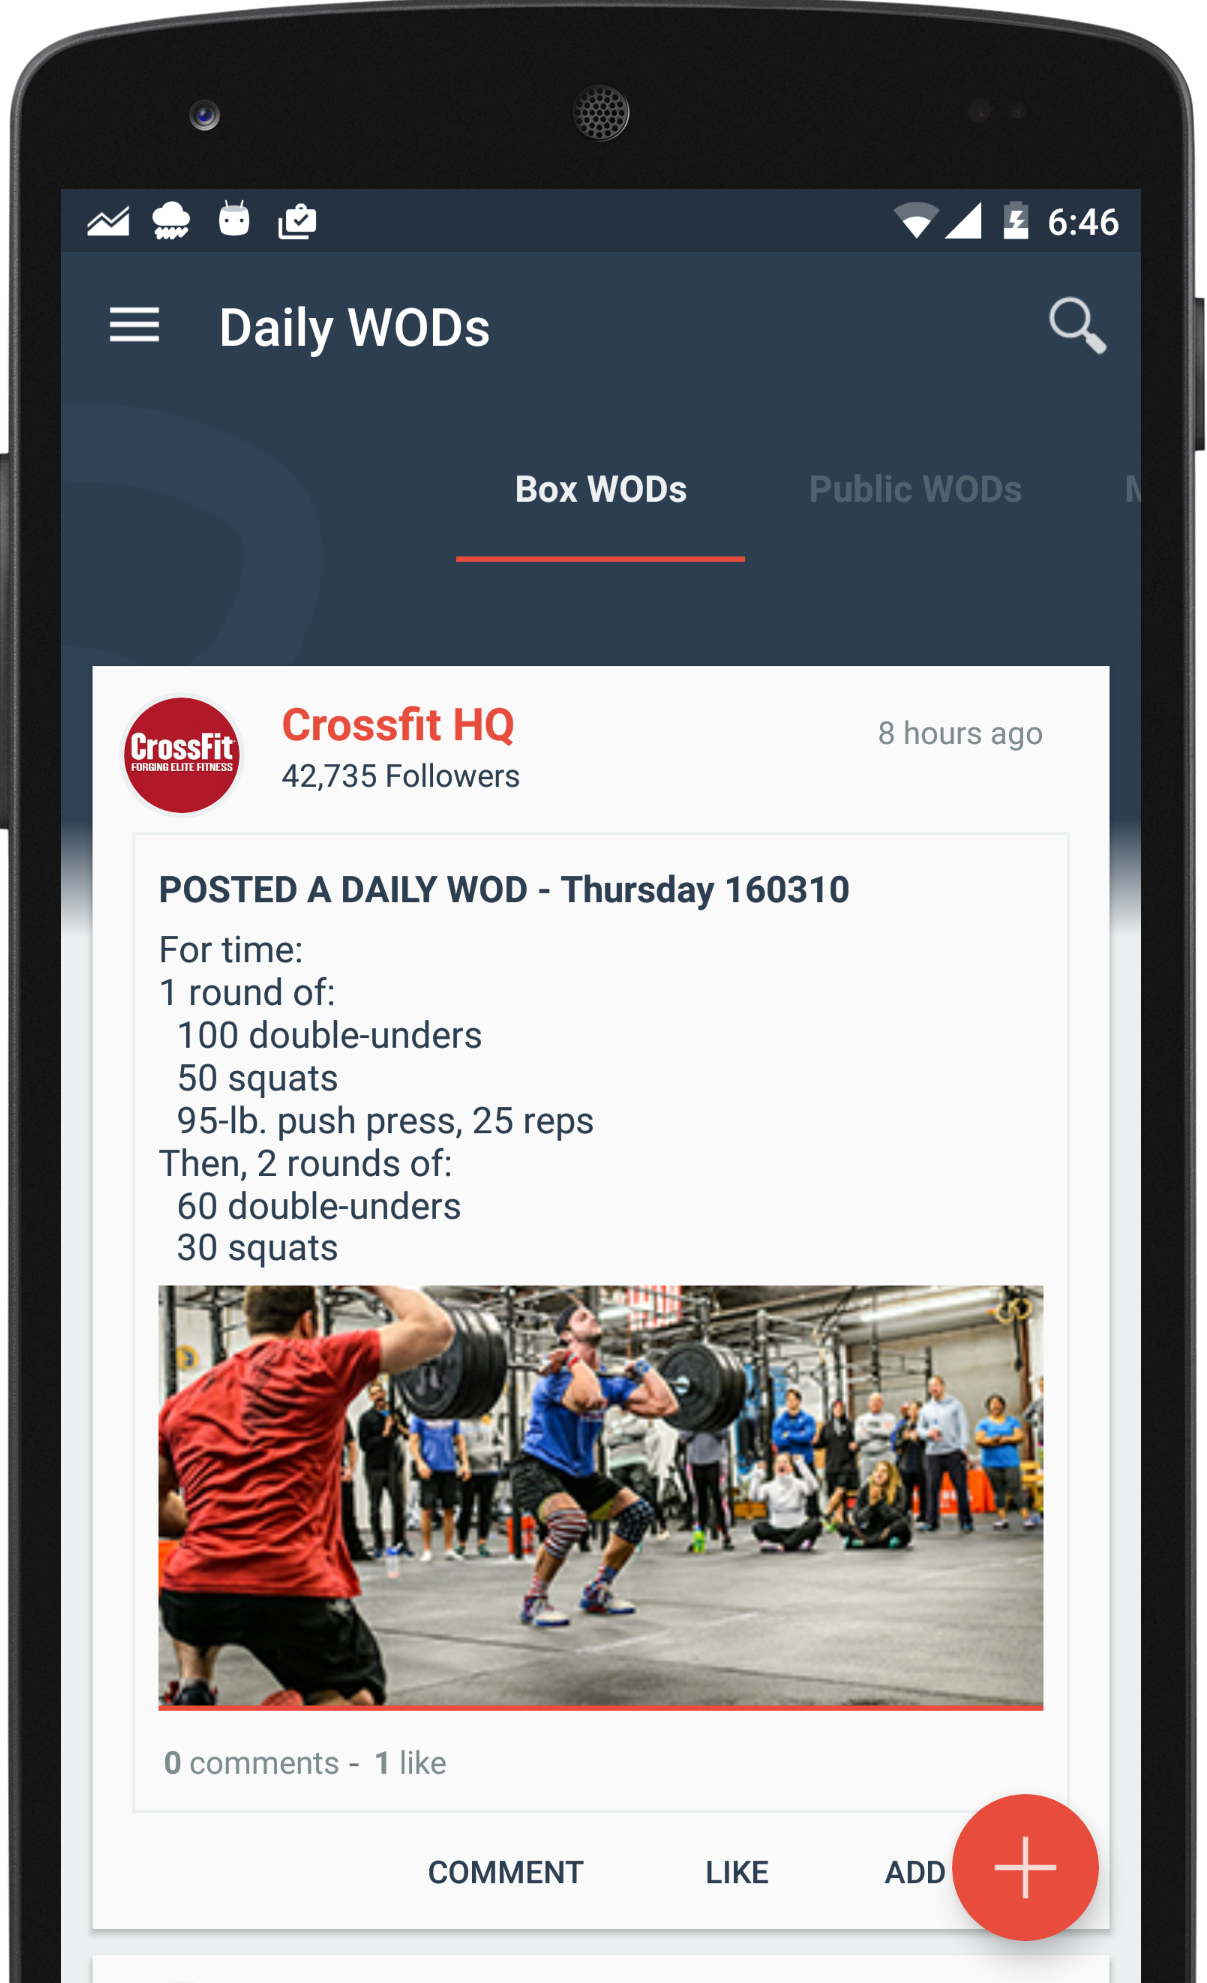 6:46
Daily WODs
Box WODs
Public WODs
CrossFit
FORGING ELITE FITNESS
Crossfit HQ
8 hours ago
42,735 Followers
POSTED A DAILY WOD - Thursday 160310
For time:
1 round of:
100 double-unders
50 squats
95-lb. push press, 25 reps
Then, 2 rounds of:
60 double-unders
30 squats
0 comments - 1 like
COMMENT
LIKE
ADD